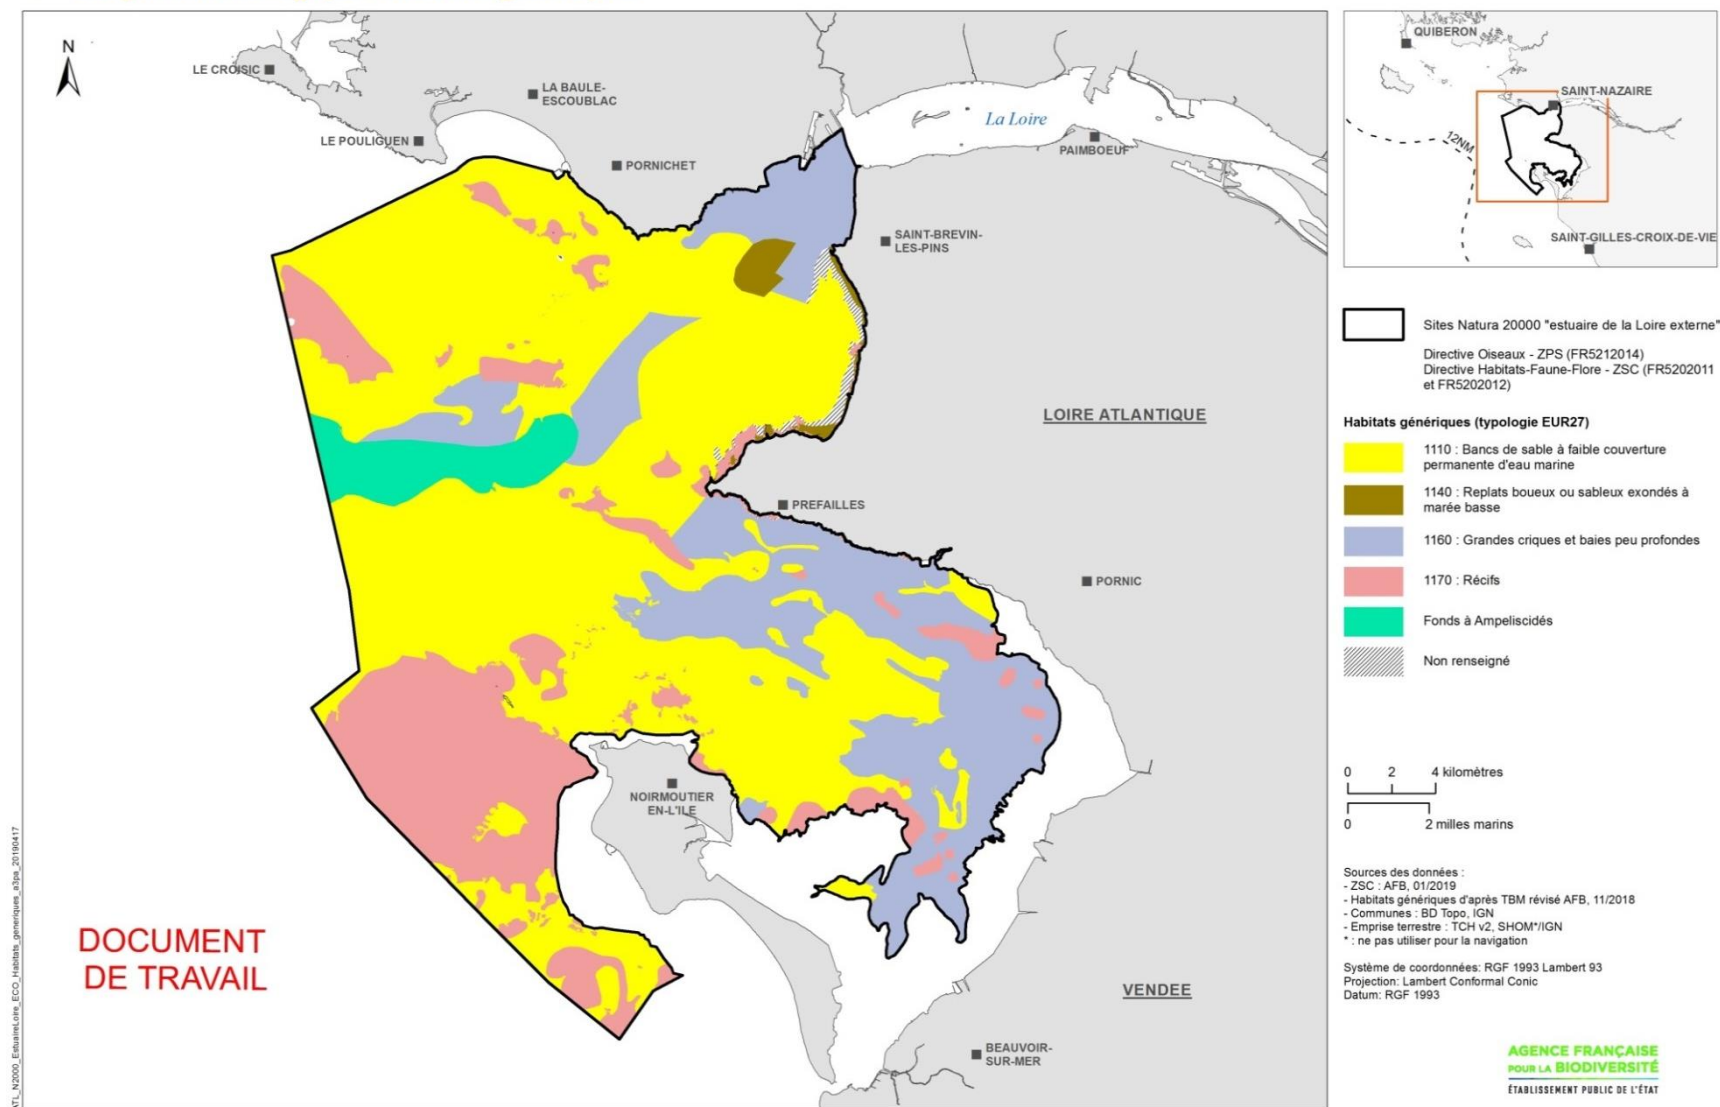 N
LE CROISIC
LA BAULE-
ESCOUBLAC
LE POULIGUEN
PORNICHET
La Loire
PAIMBOEUF
SAINT-BREVIN-
LES-PINS
LOIRE ATLANTIQUE
PREFAILLES
PORNIC
NOIRMOUTIER
EN-L'ILE
VENDEE
BEAUVOIR-
SUR-MER
DOCUMENT
DE TRAVAIL
ATL_N2000_EstuaireLoire_ECO_Habitats_generiques_a3pa_20190417
QUIBERON
SAINT-NAZAIRE
12NM
SAINT-GILLES-CROIX-DE-VIE
Sites Natura 20000 "estuaire de la Loire externe"
Directive Oiseaux - ZPS (FR5212014)
Directive Habitats-Faune-Flore - ZSC (FR5202011
et FR5202012)
Habitats génériques (typologie EUR27)
1110 : Bancs de sable à faible couverture
permanente d'eau marine
1140 : Replats boueux ou sableux exondés à
marée basse
1160 : Grandes criques et baies peu profondes
1170 : Récifs
Fonds à Ampeliscidés
Non renseigné
0 2 4 kilomètres
0 2 milles marins
Sources des données :
- ZSC : AFB, 01/2019
- Habitats génériques d'après TBM révisé AFB, 11/2018
- Communes : BD Topo, IGN
- Emprise terrestre : TCH v2, SHOM*/IGN
* : ne pas utiliser pour la navigation
Système de coordonnées: RGF 1993 Lambert 93
Projection: Lambert Conformal Conic
Datum: RGF 1993
AGENCE FRANÇAISE
POUR LA BIODIVERSITÉ
ÉTABLISSEMENT PUBLIC DE L'ÉTAT